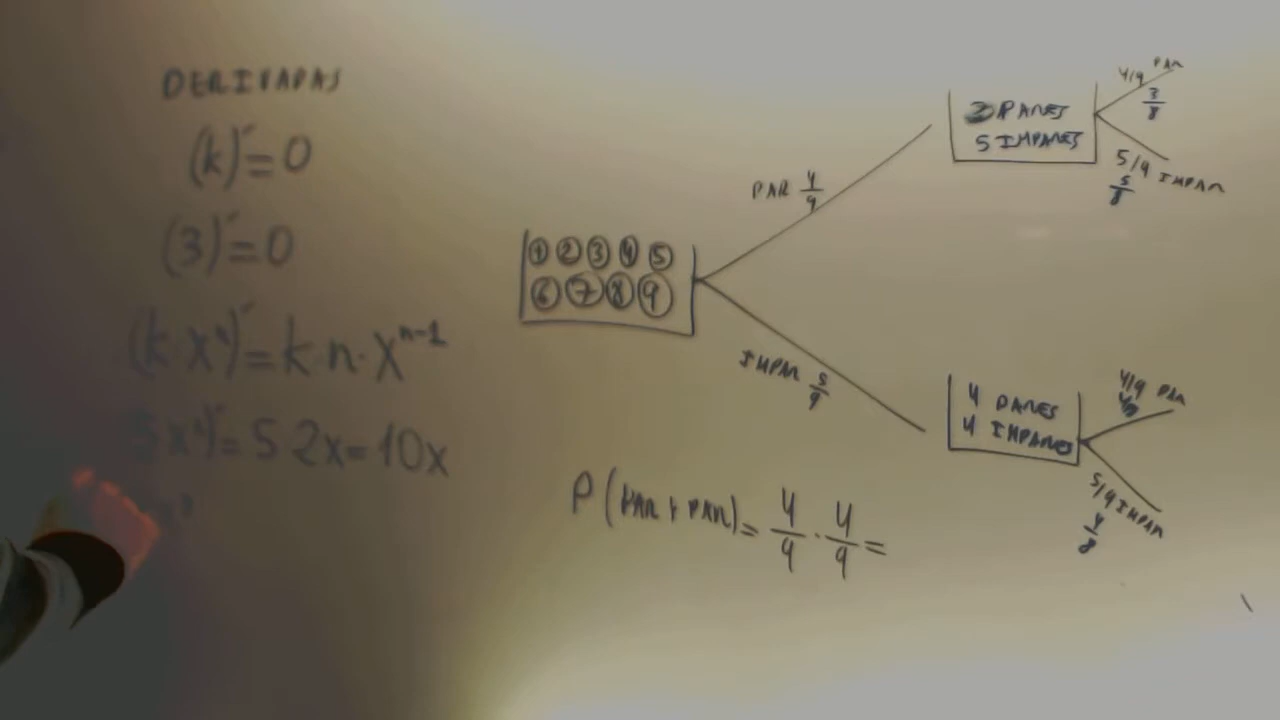 DERIVADAS
(k)´=0
(3)´=0
(k·xⁿ)´=k·n·xⁿ⁻¹
=5·2x=10x
① ② ③ ④ ⑤
⑥ ⑦ ⑧ ⑨
PAR 4/9
IMPAR 5/9
PARES
5 IMPARES
4/9 PAR
3/8
5/9 IMPAR
5/8
4 PARES
4 IMPARES
4/9 PAR
5/9 IMPAR
4/8
P(PAR Y PAR)=4/9·4/9=